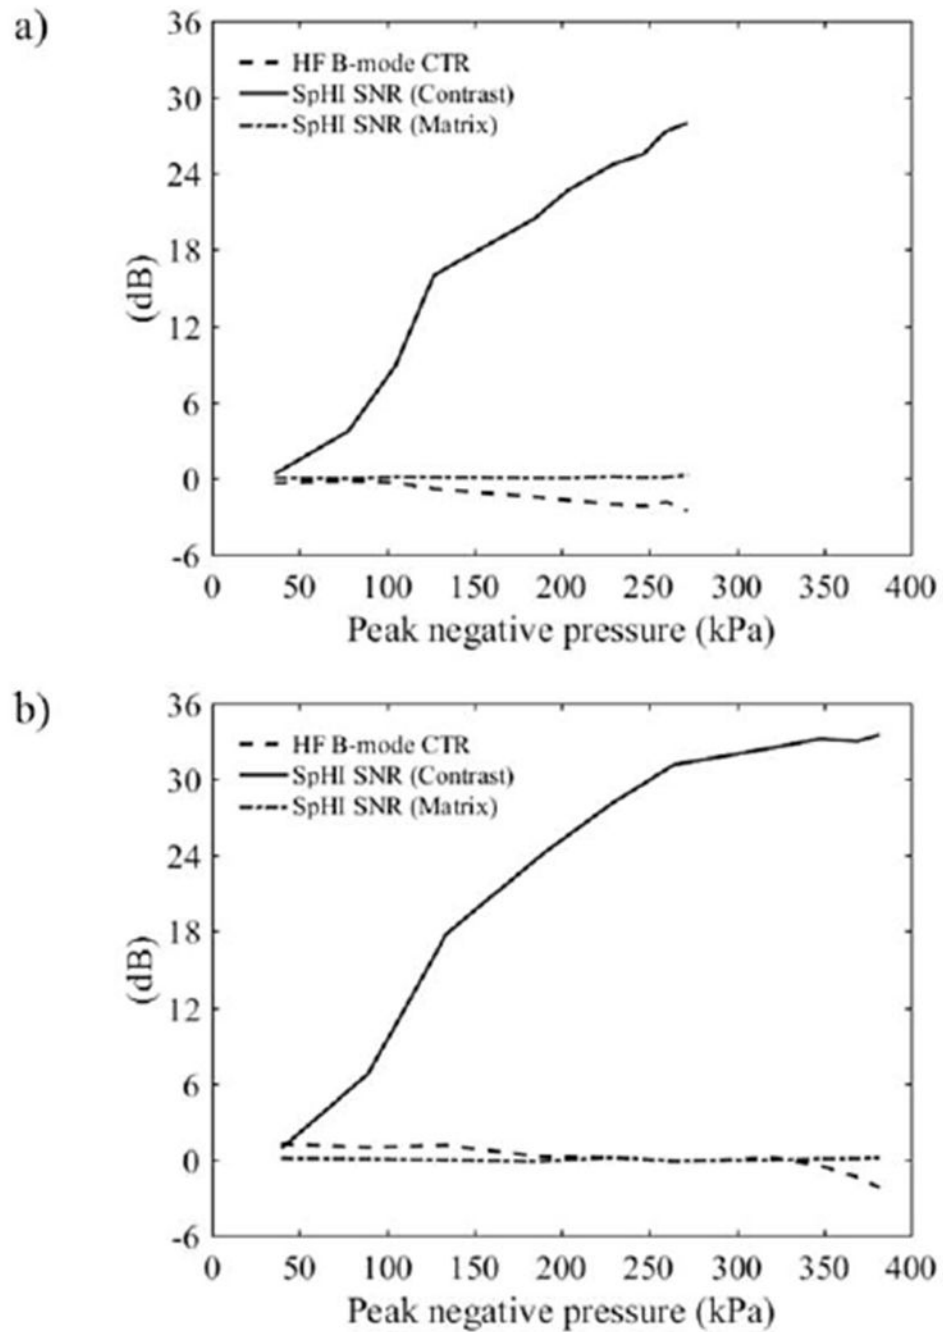 a)
36
30
24
18
12
6
0
-6
(dB)
HF B-mode CTR
SpHI SNR (Contrast)
SpHI SNR (Matrix)
0 50 100 150 200 250 300 350 400
Peak negative pressure (kPa)
b)
36
30
24
18
12
6
0
-6
(dB)
HF B-mode CTR
SpHI SNR (Contrast)
SpHI SNR (Matrix)
0 50 100 150 200 250 300 350 400
Peak negative pressure (kPa)